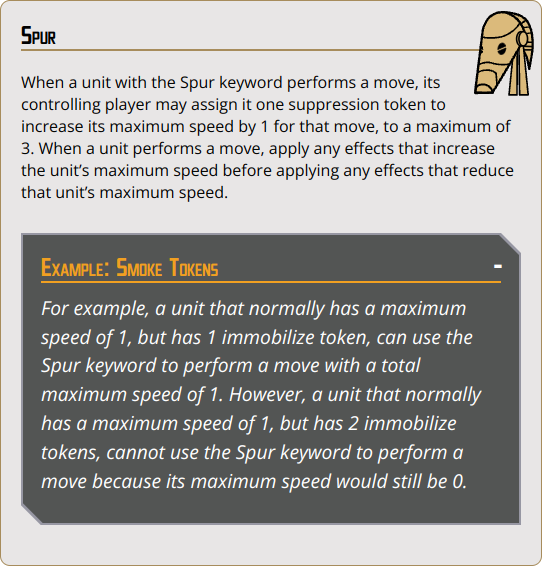 Spur
When a unit with the Spur keyword performs a move, its
controlling player may assign it one suppression token to
increase its maximum speed by 1 for that move, to a maximum of
3. When a unit performs a move, apply any effects that increase
the unit’s maximum speed before applying any effects that reduce
that unit’s maximum speed.
Example: Smoke Tokens -
For example, a unit that normally has a maximum
speed of 1, but has 1 immobilize token, can use the
Spur keyword to perform a move with a total
maximum speed of 1. However, a unit that normally
has a maximum speed of 1, but has 2 immobilize
tokens, cannot use the Spur keyword to perform a
move because its maximum speed would still be 0.